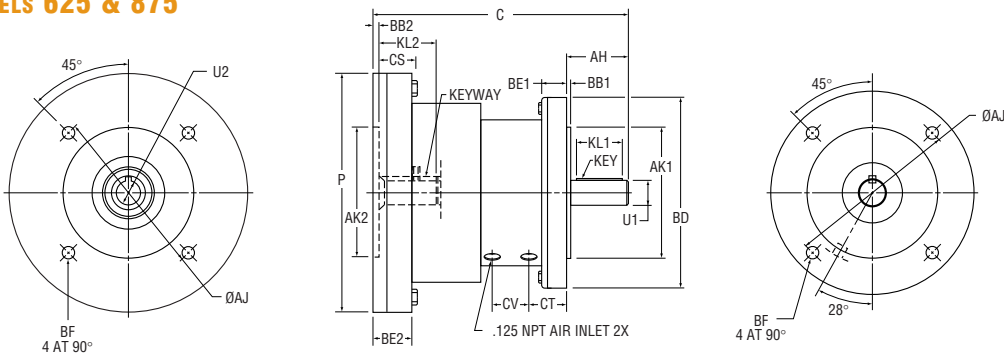 ELS 625 & 875
45°
U2
AK2
BF
4 AT 90°
ØAJ
C
BB2
KL2
CS
KEYWAY
P
BE2
AH
BE1
BB1
KL1
KEY
AK1
U1
BD
CV
CT
.125 NPT AIR INLET 2X
45°
ØAJ
BF
4 AT 90°
28°